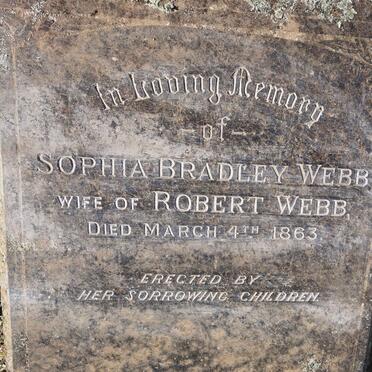 In Loving Memory
— of —
SOPHIA BRADLEY WEBB
WIFE OF ROBERT WEBB,
DIED MARCH 4TH 1863.
ERECTED BY
HER SORROWING CHILDREN.